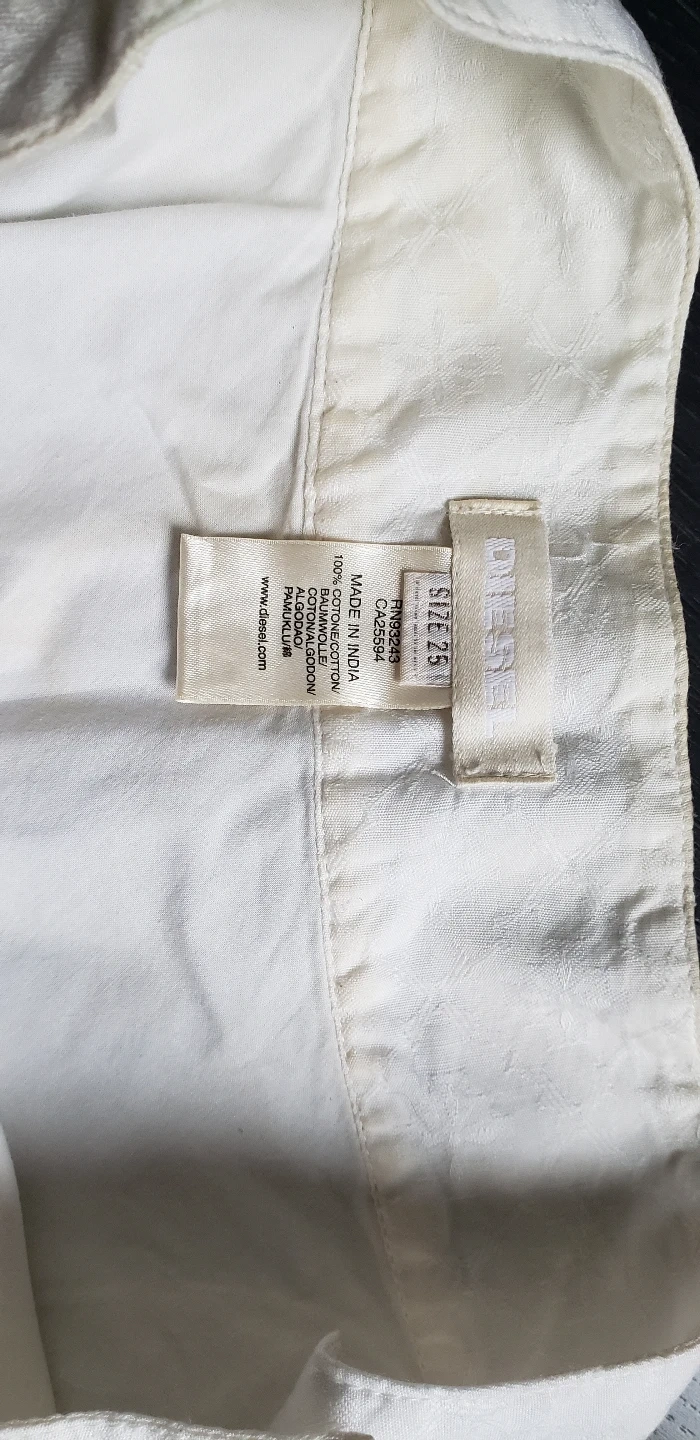 DIESEL
SIZE 25
RN93243
CA25594
MADE IN INDIA
100% COTONE/COTTON/
BAUMWOLLE/
COTON/ALGODON/
ALGODAO/
PAMUKLU/綿
www.diesel.com